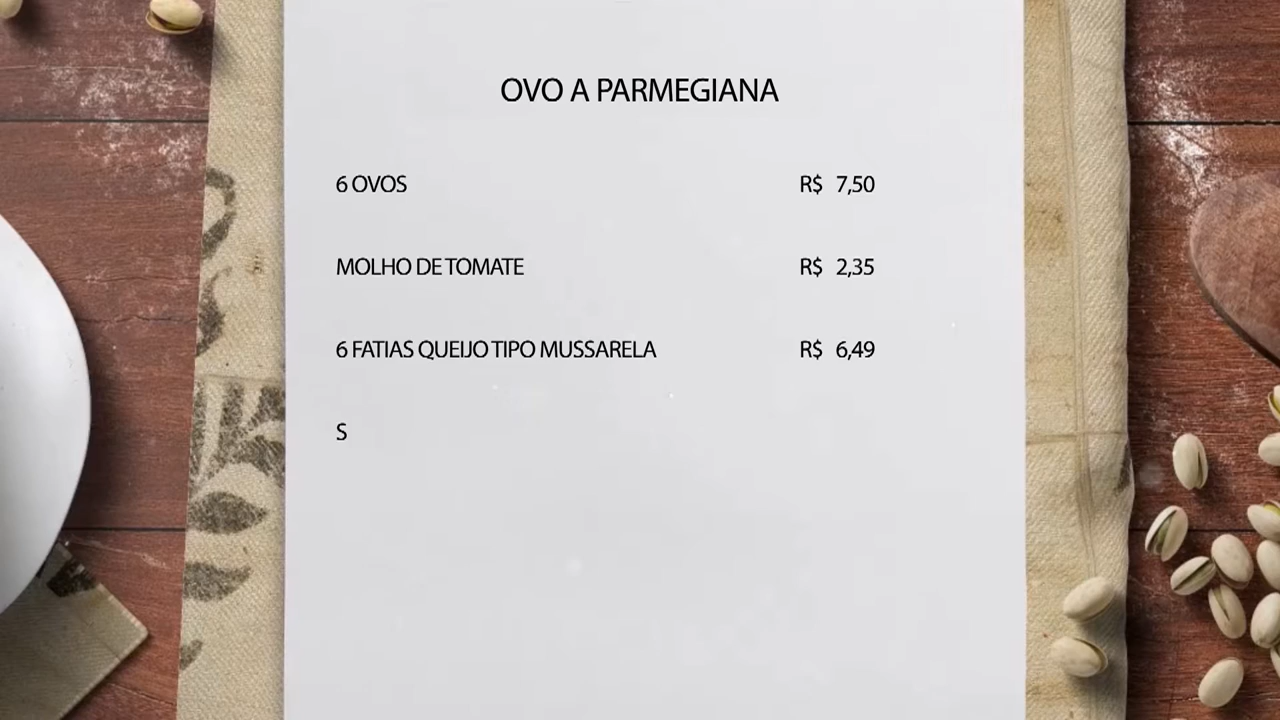 OVO A PARMEGIANA
6 OVOS R$ 7,50
MOLHO DE TOMATE R$ 2,35
6 FATIAS QUEIJO TIPO MUSSARELA R$ 6,49
S